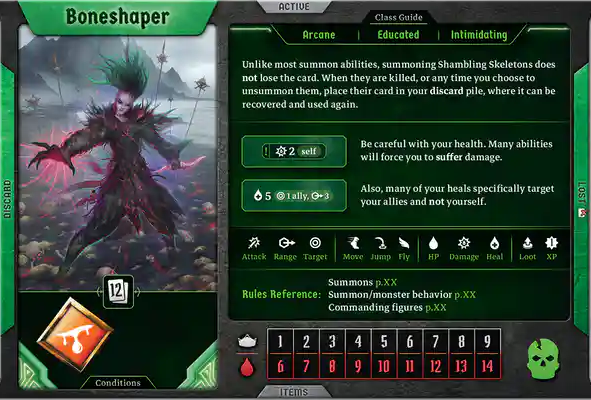 Boneshaper
ACTIVE
Class Guide
Arcane | Educated | Intimidating
Unlike most summon abilities, summoning Shambling Skeletons does
not lose the card. When they are killed, or any time you choose to
unsummon them, place their card in your discard pile, where it can be
recovered and used again.
! 2 self
Be careful with your health. Many abilities
will force you to suffer damage.
5 1 ally, 3
Also, many of your heals specifically target
your allies and not yourself.
Attack Range Target Move Jump Fly HP Damage Heal Loot XP
Rules Reference:
Summons p.XX
Summon/monster behavior p.XX
Commanding figures p.XX
DISCARD
LOST
12
Conditions
1 2 3 4 5 6 7 8 9
6 7 8 9 10 11 12 13 14
ITEMS